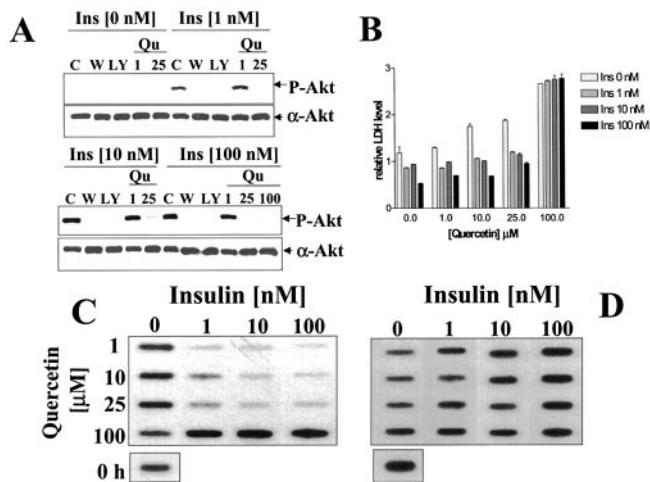 A
Ins [0 nM] Ins [1 nM]
Qu Qu
C W LY 1 25 C W LY 1 25
P-Akt
α-Akt
Ins [10 nM] Ins [100 nM]
Qu Qu
C W LY 1 25 C W LY 1 25 100
P-Akt
α-Akt
B
Ins 0 nM
Ins 1 nM
Ins 10 nM
Ins 100 nM
relative LDH level
3
2
1
0
0.0 1.0 10.0 25.0 100.0
[Quercetin] μM
C
Insulin [nM]
0 1 10 100
Quercetin
[μM]
1
10
25
100
0 h
D
Insulin [nM]
0 1 10 100